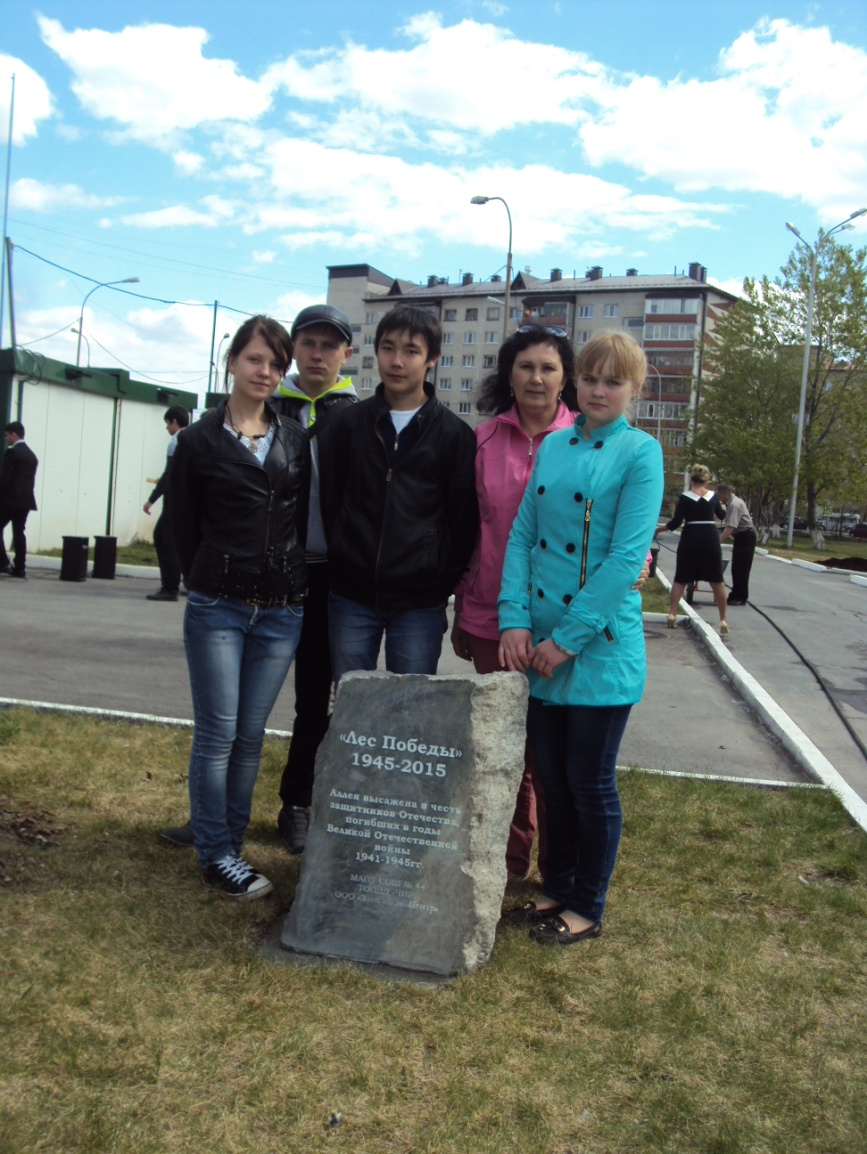 «Лес Победы»
1945-2015
Аллея высажена в честь
защитников Отечества,
погибших в годы
Великой Отечественной
войны
1941-1945гг.
МАОУ СОШ №
ООО